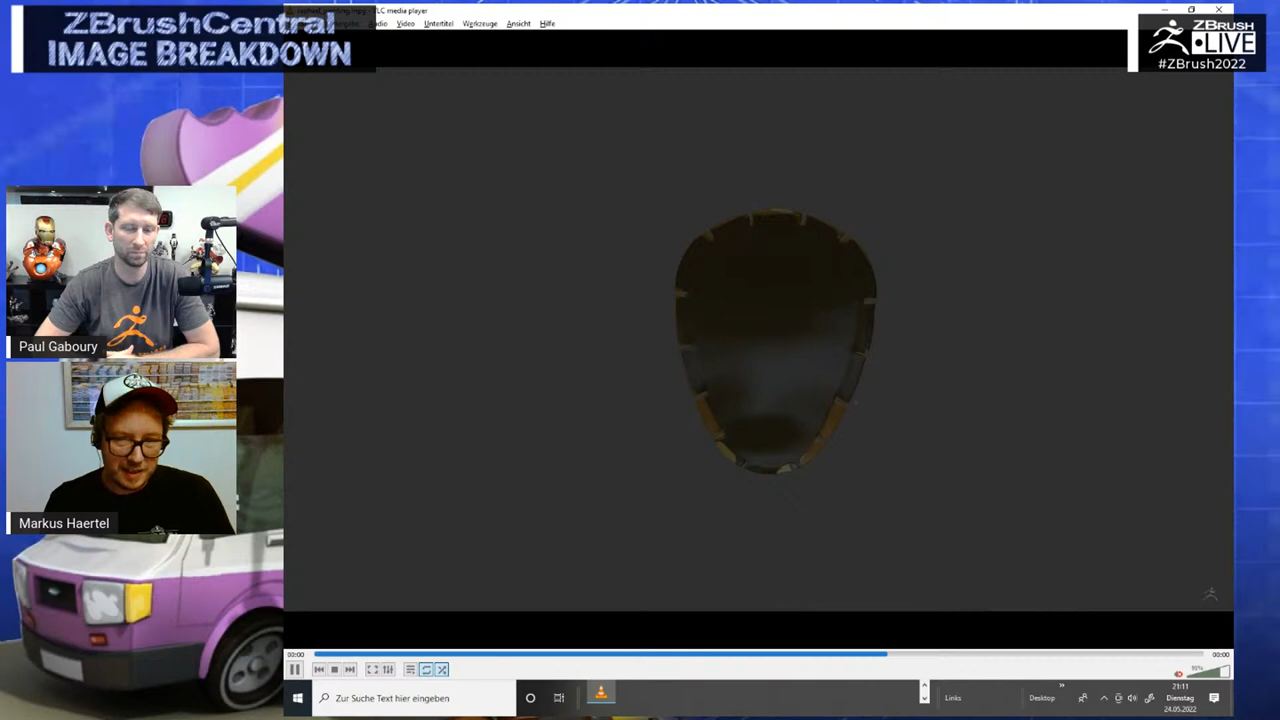 ZBrushCentral
IMAGE BREAKDOWN
VLC media player
Audio Video Untertitel Werkzeuge Ansicht Hilfe
ZBRUSH
LIVE
#ZBrush2022
Paul Gaboury
Markus Haertel
00:00
00:00
Zur Suche Text hier eingeben
Links
Desktop
21:11
Dienstag
24.05.2022